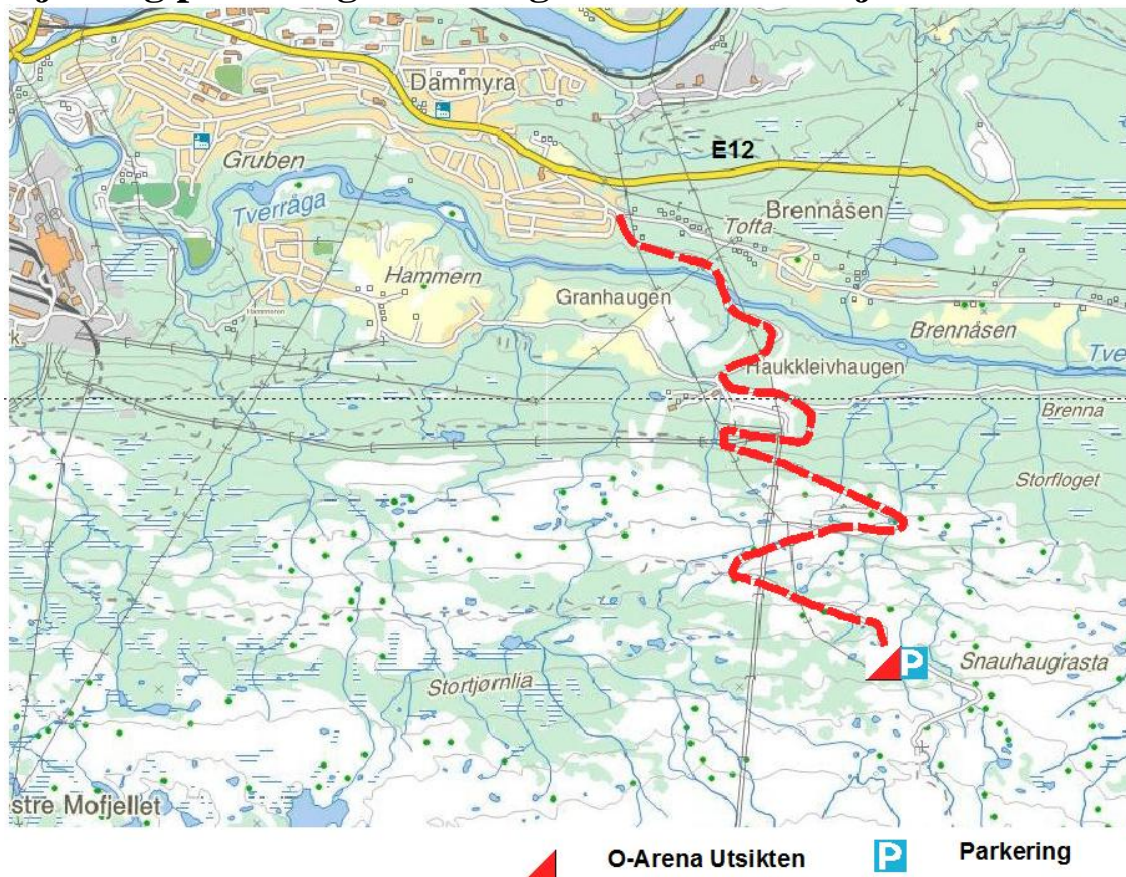 Dammyra
E12
Gruben
Tverråga
Brennåsen
Tofta
Hammern
Granhaugen
Hammeren
Brennåsen
Tve
k.
Haukkleivhaugen
Brenna
Storfloget
Snauhaugrasta
Stortjørnlia
stre Mofjellet
O-Arena Utsikten
Parkering
P
P